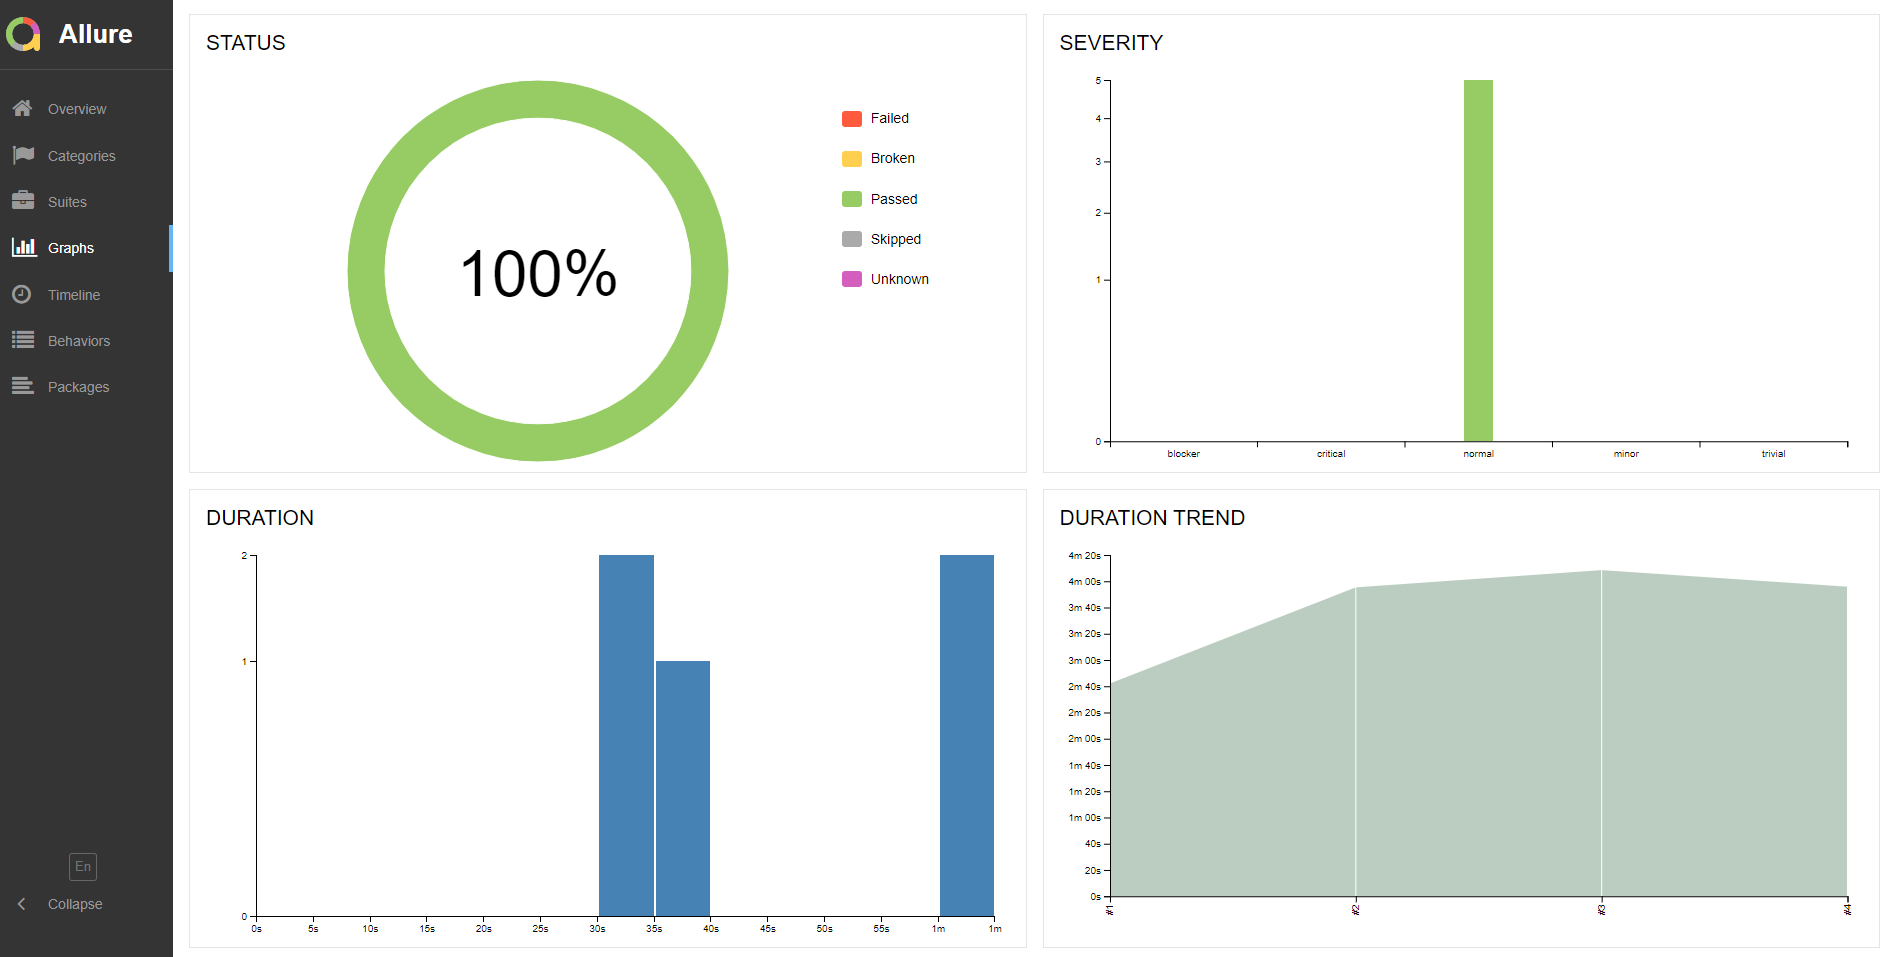 Allure
Overview
Categories
Suites
Graphs
Timeline
Behaviors
Packages
En
Collapse
STATUS
100%
Failed
Broken
Passed
Skipped
Unknown
SEVERITY
5
4
3
2
1
0
blocker critical normal minor trivial
DURATION
2
1
0
0s 5s 10s 15s 20s 25s 30s 35s 40s 45s 50s 55s 1m 1m
DURATION TREND
4m 20s
4m 00s
3m 40s
3m 20s
3m 00s
2m 40s
2m 20s
2m 00s
1m 40s
1m 20s
1m 00s
40s
20s
0s
#1 #2 #3 #4